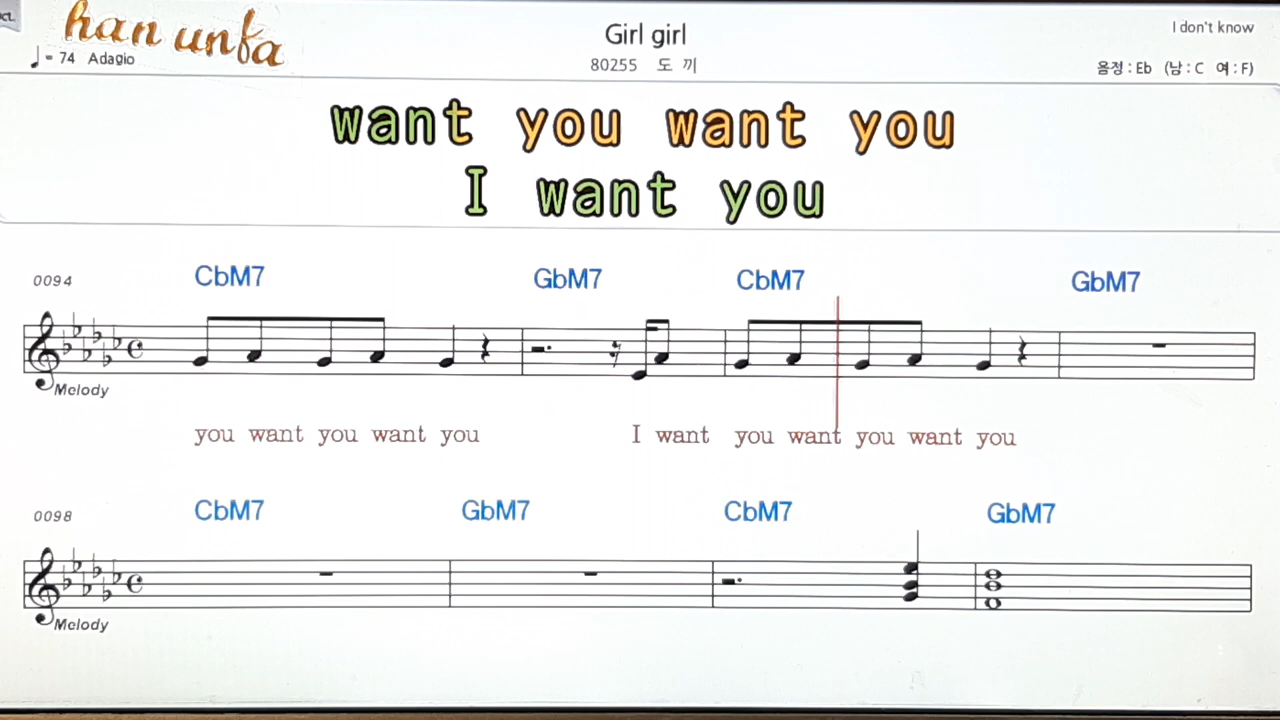 ct.
han unfa
Girl girl
I don't know
♩ = 74 Adagio
80255 도 끼
음정 : Eb (남 : C 여 : F)
want you want you
I want you
0094
CbM7 GbM7 CbM7 GbM7
Melody
you want you want you I want you want you want you
0098
CbM7 GbM7 CbM7 GbM7
Melody